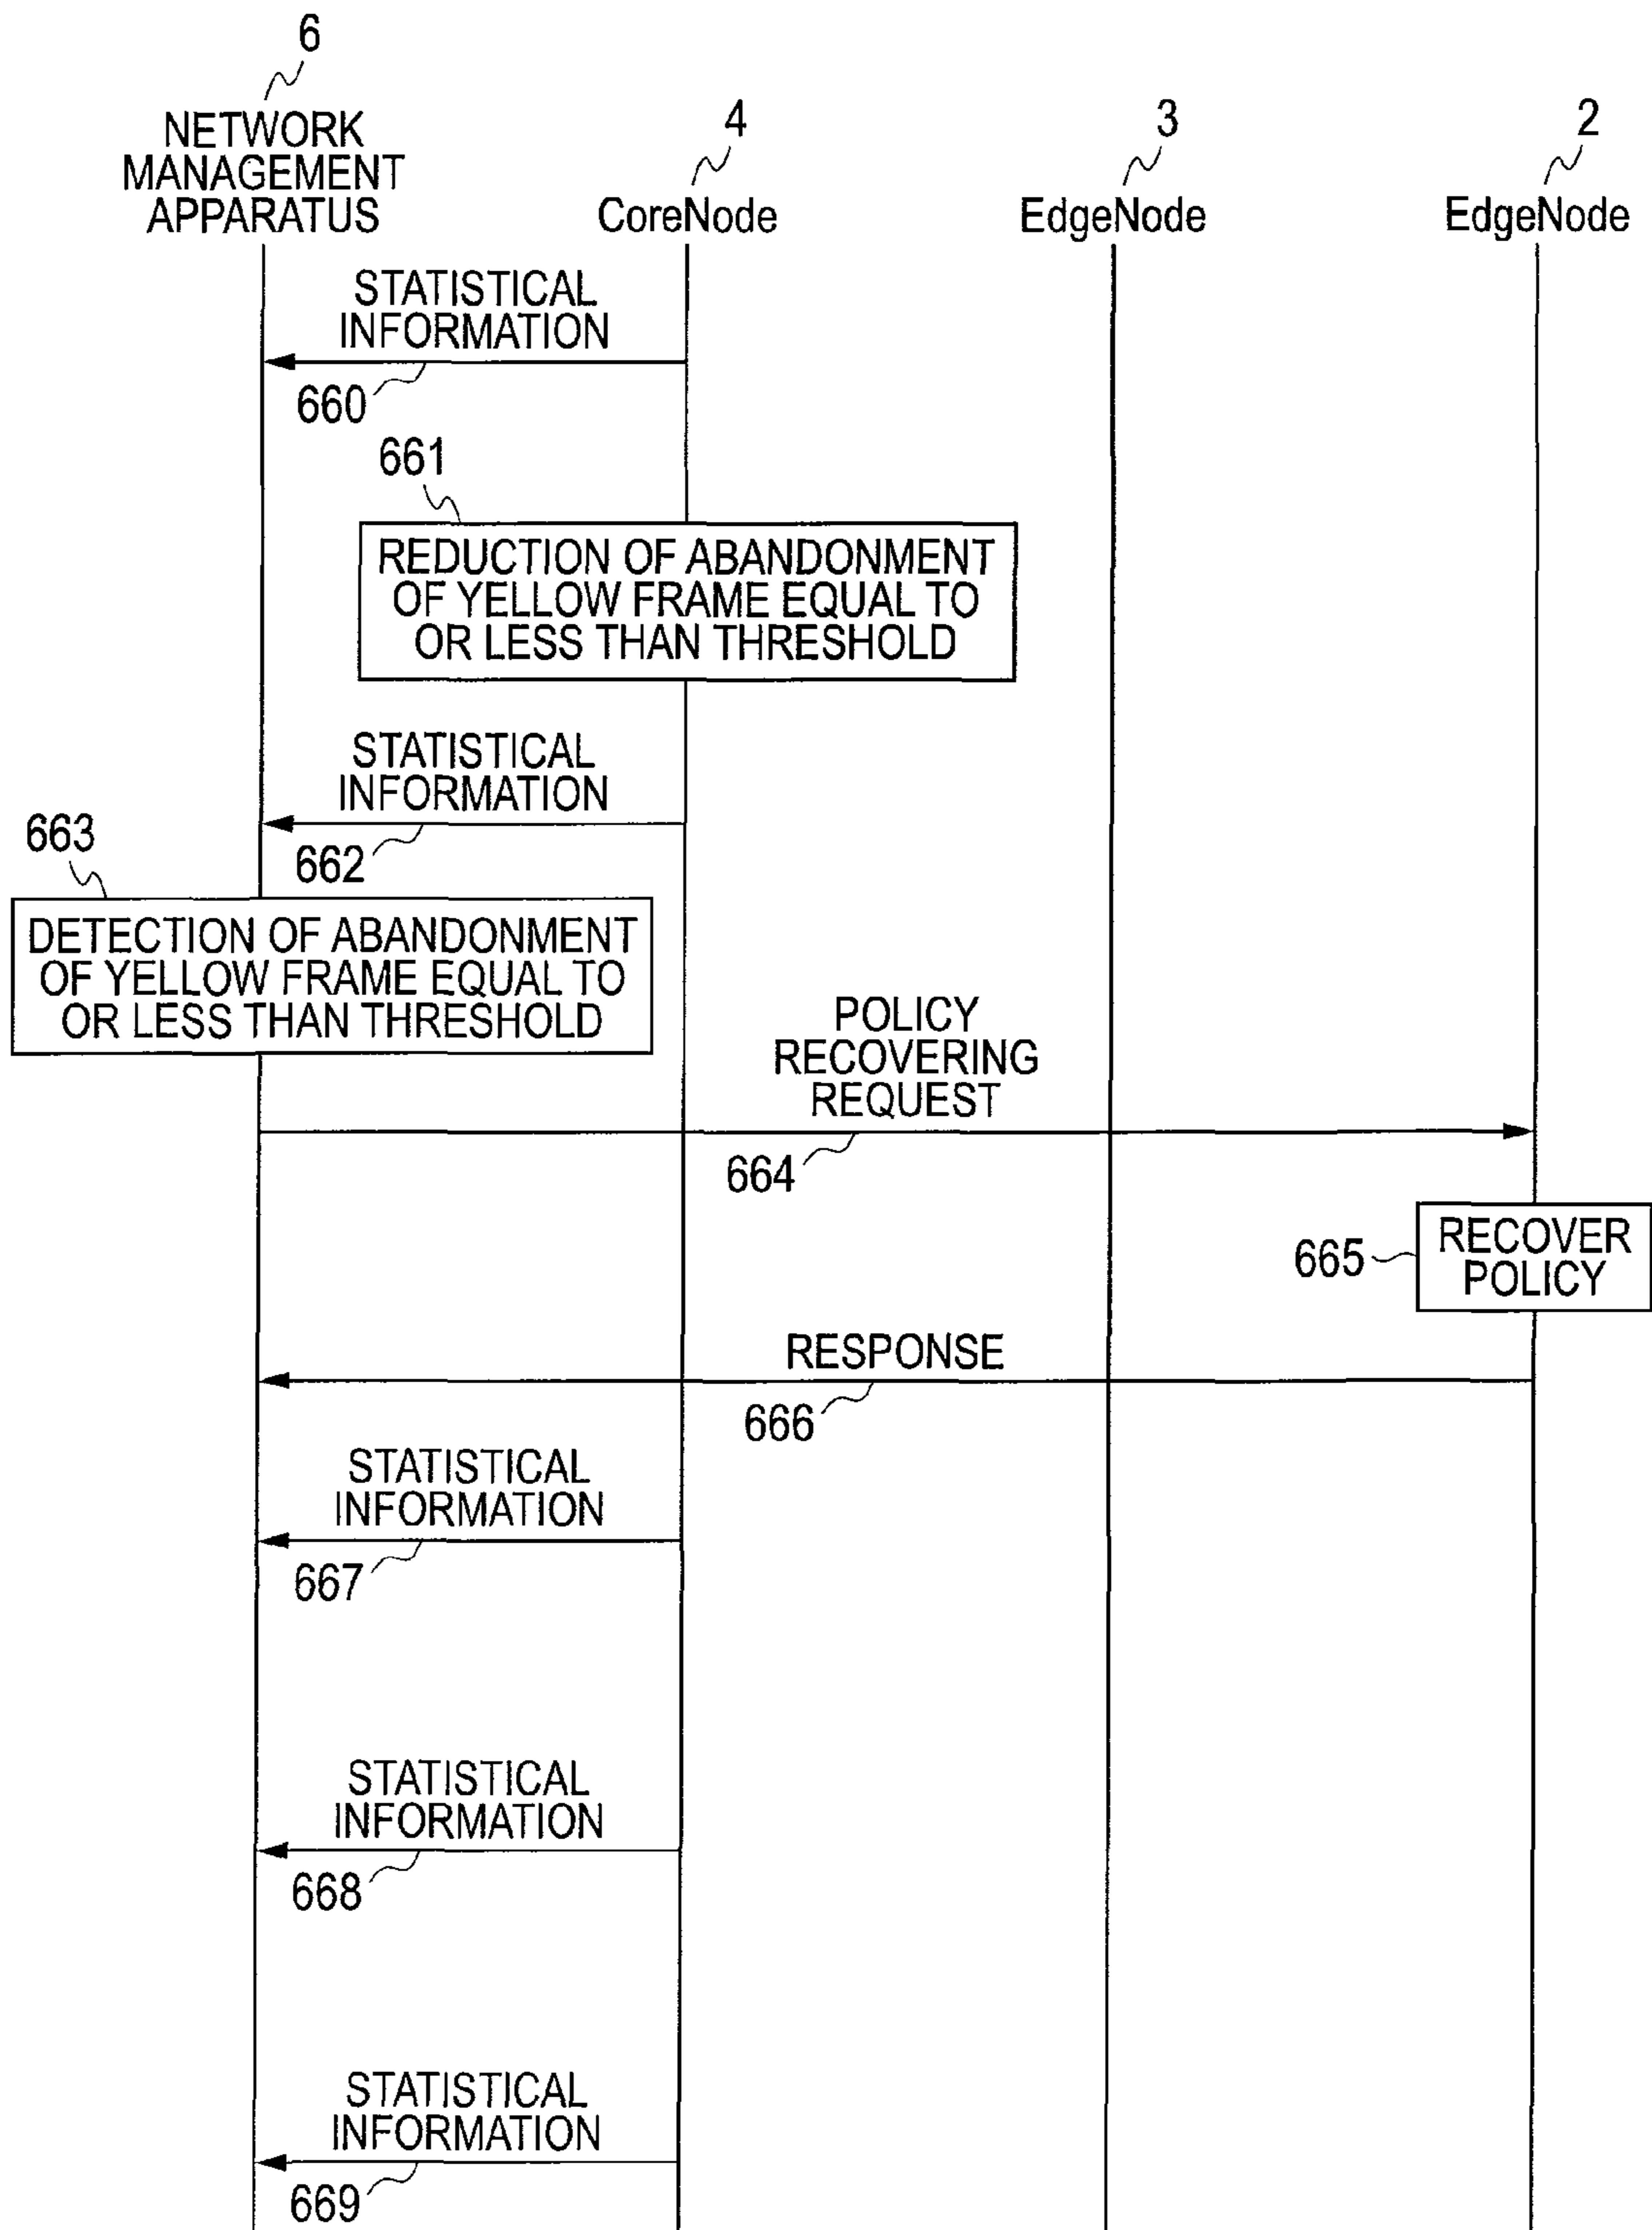 6
NETWORK
MANAGEMENT
APPARATUS
4
CoreNode
3
EdgeNode
2
EdgeNode
STATISTICAL
INFORMATION
660
661
REDUCTION OF ABANDONMENT
OF YELLOW FRAME EQUAL TO
OR LESS THAN THRESHOLD
STATISTICAL
INFORMATION
662
663
DETECTION OF ABANDONMENT
OF YELLOW FRAME EQUAL TO
OR LESS THAN THRESHOLD
POLICY
RECOVERING
REQUEST
664
665
RECOVER
POLICY
RESPONSE
666
STATISTICAL
INFORMATION
667
STATISTICAL
INFORMATION
668
STATISTICAL
INFORMATION
669